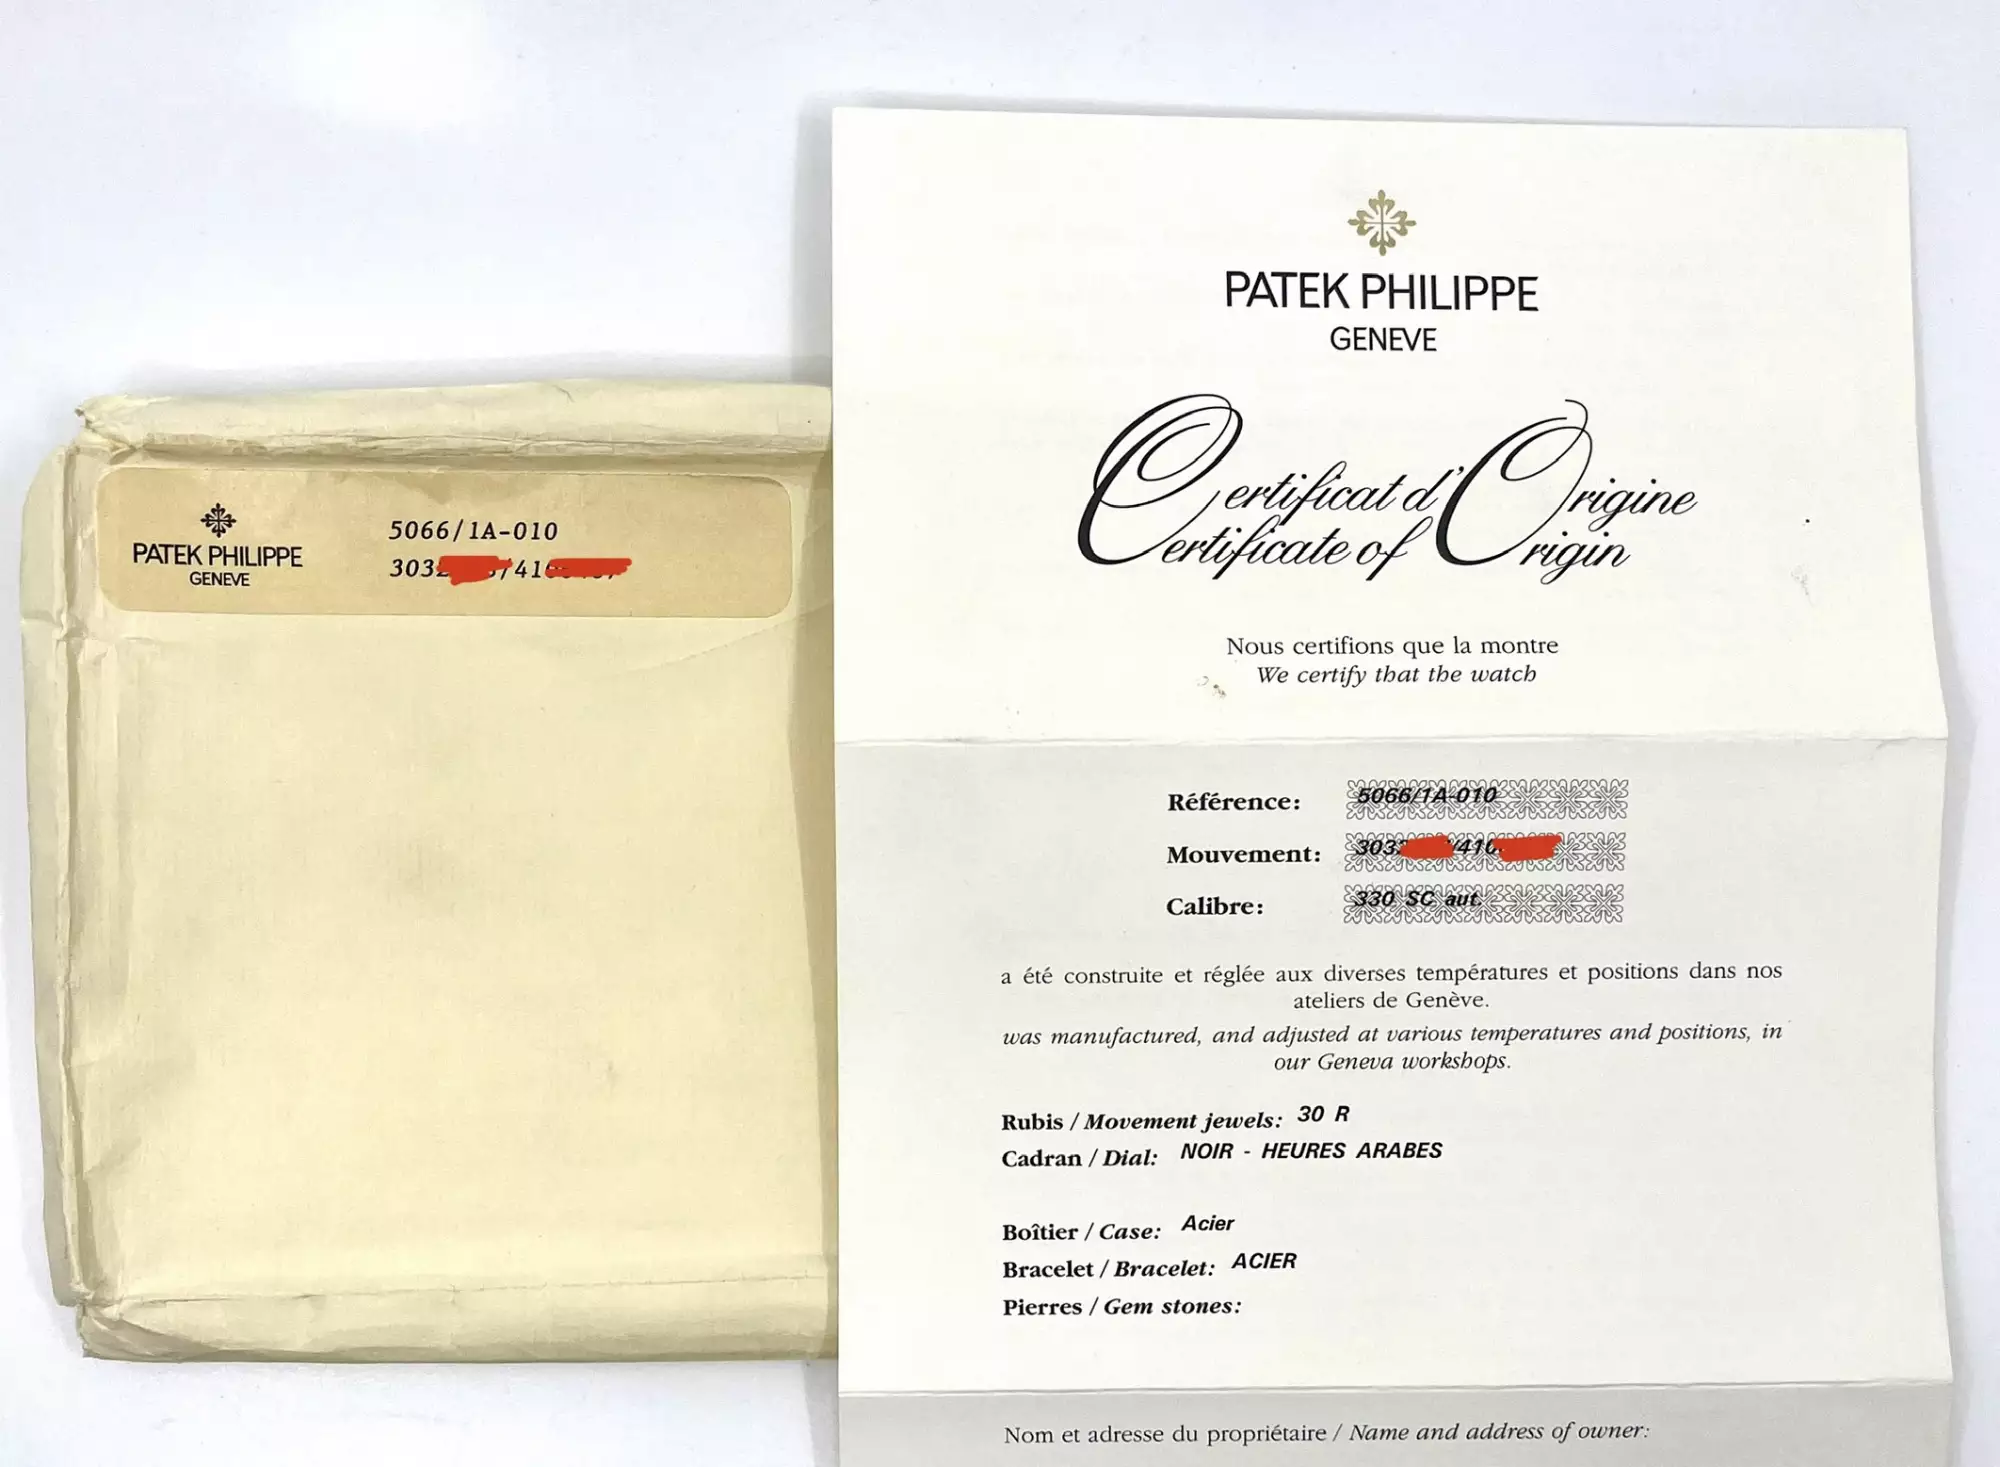 PATEK PHILIPPE
GENEVE
5066/1A-010
PATEK PHILIPPE
GENEVE
Certificat d'Origine
Certificate of Origin
Nous certifions que la montre
We certify that the watch
Référence: 5066/1A-010
Mouvement:
Calibre: 330 SC aut.
a été construite et réglée aux diverses températures et positions dans nos
ateliers de Genève.
was manufactured, and adjusted at various temperatures and positions, in
our Geneva workshops.
Rubis / Movement jewels: 30 R
Cadran / Dial: NOIR - HEURES ARABES
Boîtier / Case: Acier
Bracelet / Bracelet: ACIER
Pierres / Gem stones:
Nom et adresse du propriétaire / Name and address of owner: